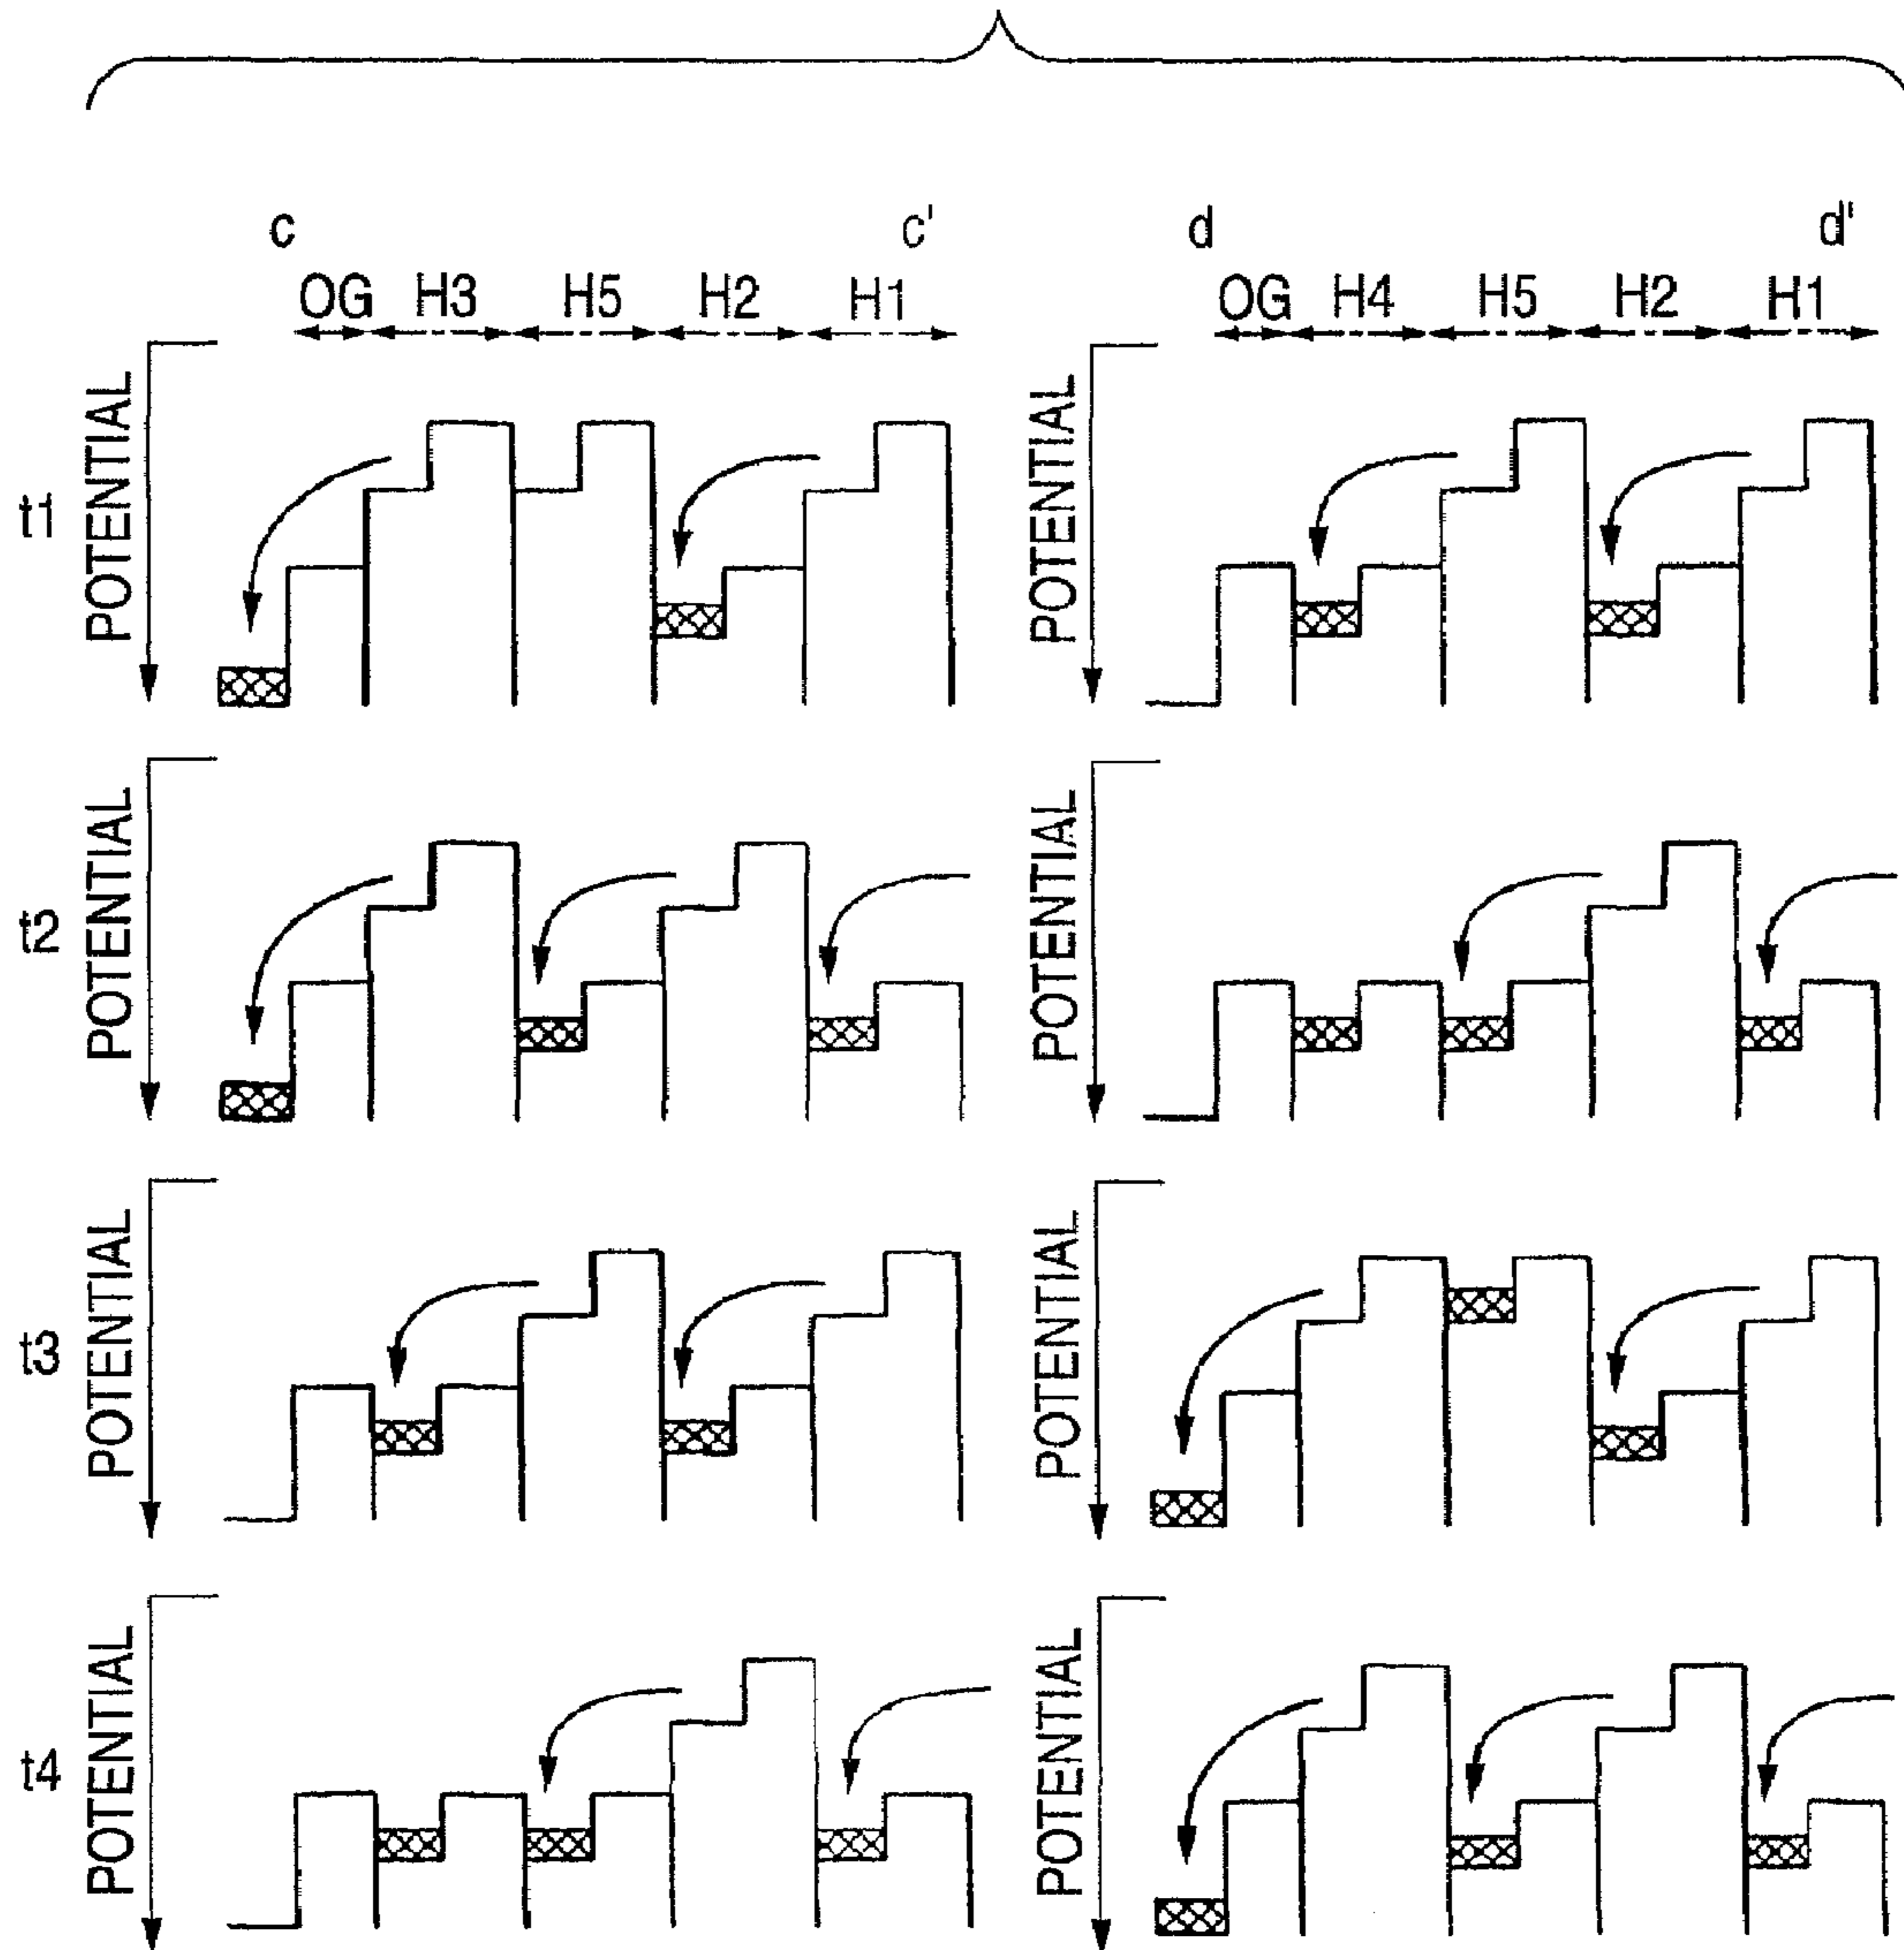 c c' d d'
OG H3 H5 H2 H1 OG H4 H5 H2 H1
t1 POTENTIAL POTENTIAL
t2 POTENTIAL POTENTIAL
t3 POTENTIAL POTENTIAL
t4 POTENTIAL POTENTIAL